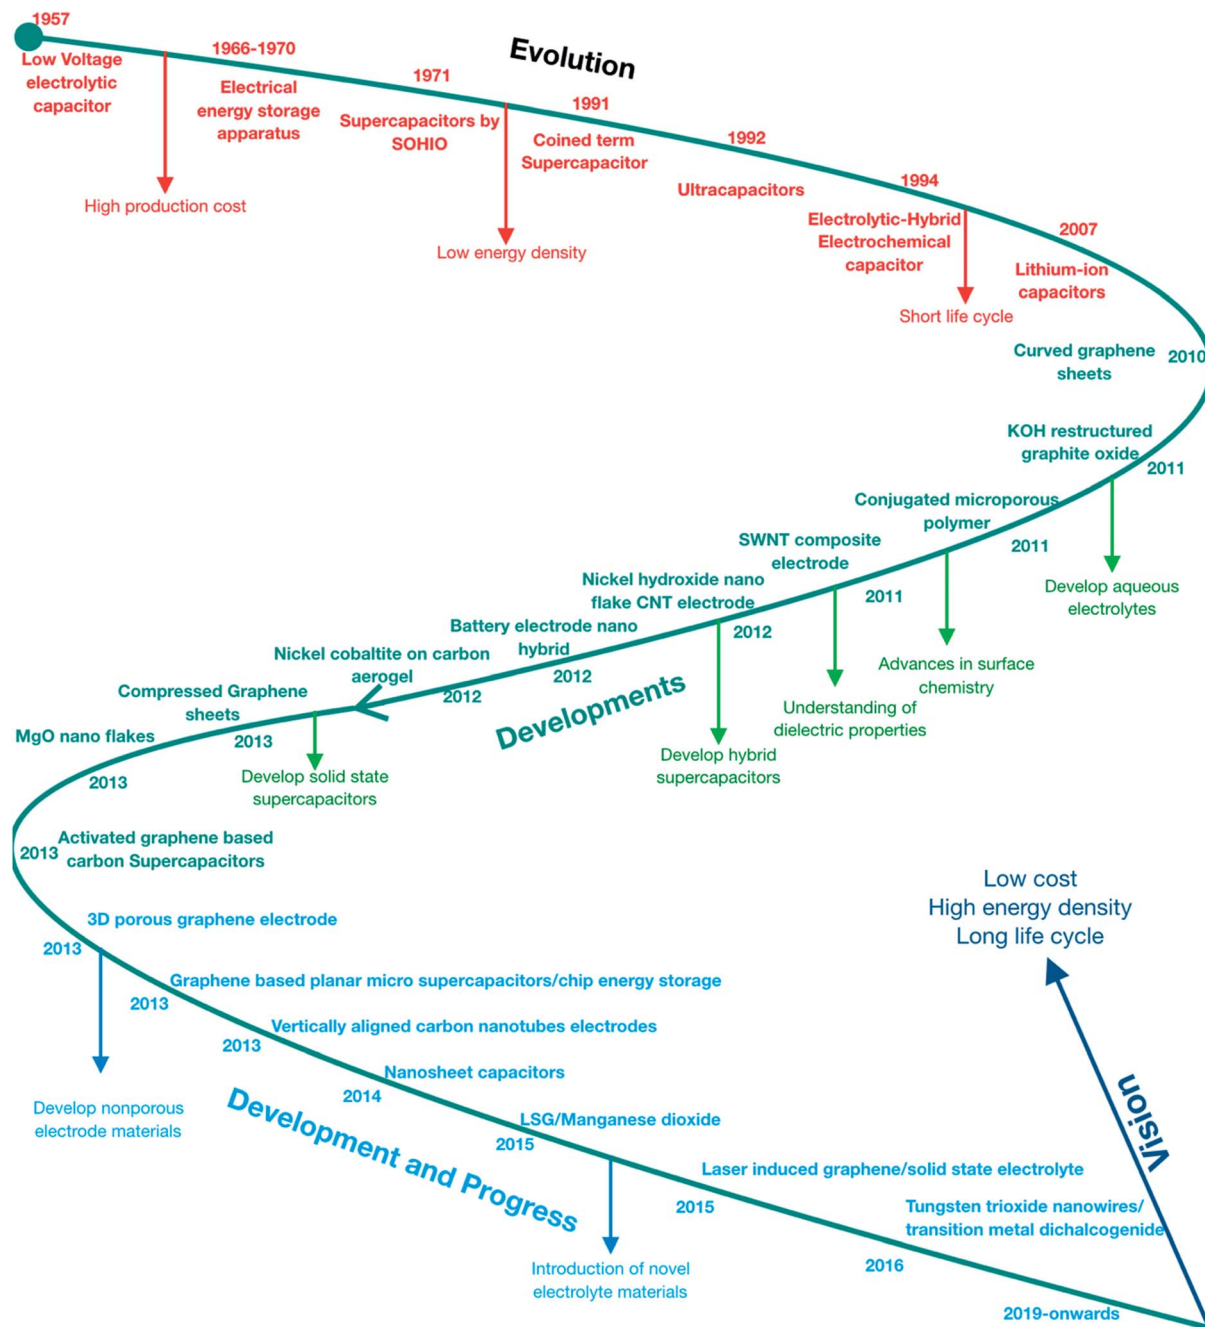 1957
Low Voltage
electrolytic
capacitor
High production cost
1966-1970
Electrical
energy storage
apparatus
1971
Supercapacitors by
SOHIO
Evolution
Low energy density
1991
Coined term
Supercapacitor
1992
Ultracapacitors
1994
Electrolytic-Hybrid
Electrochemical
capacitor
Short life cycle
2007
Lithium-ion
capacitors
Curved graphene
sheets
2010
KOH restructured
graphite oxide
2011
Develop aqueous
electrolytes
Conjugated microporous
polymer
2011
Advances in surface
chemistry
SWNT composite
electrode
2011
Understanding of
dielectric properties
Nickel hydroxide nano
flake CNT electrode
2012
Develop hybrid
supercapacitors
Battery electrode nano
hybrid
2012
Developments
Nickel cobaltite on carbon
aerogel
2012
Compressed Graphene
sheets
2013
Develop solid state
supercapacitors
MgO nano flakes
2013
2013
Activated graphene based
carbon Supercapacitors
3D porous graphene electrode
2013
Develop nonporous
electrode materials
Graphene based planar micro supercapacitors/chip energy storage
2013
Vertically aligned carbon nanotubes electrodes
2013
Nanosheet capacitors
2014
Development and Progress
LSG/Manganese dioxide
2015
Introduction of novel
electrolyte materials
Laser induced graphene/solid state electrolyte
2015
Tungsten trioxide nanowires/
transition metal dichalcogenide
2016
2019-onwards
Vision
Low cost
High energy density
Long life cycle